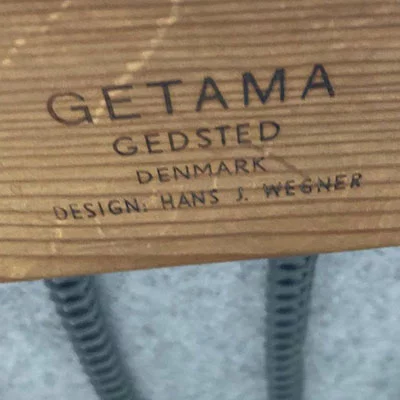 GETAMA
GEDSTED
DENMARK
DESIGN: HANS J. WEGNER